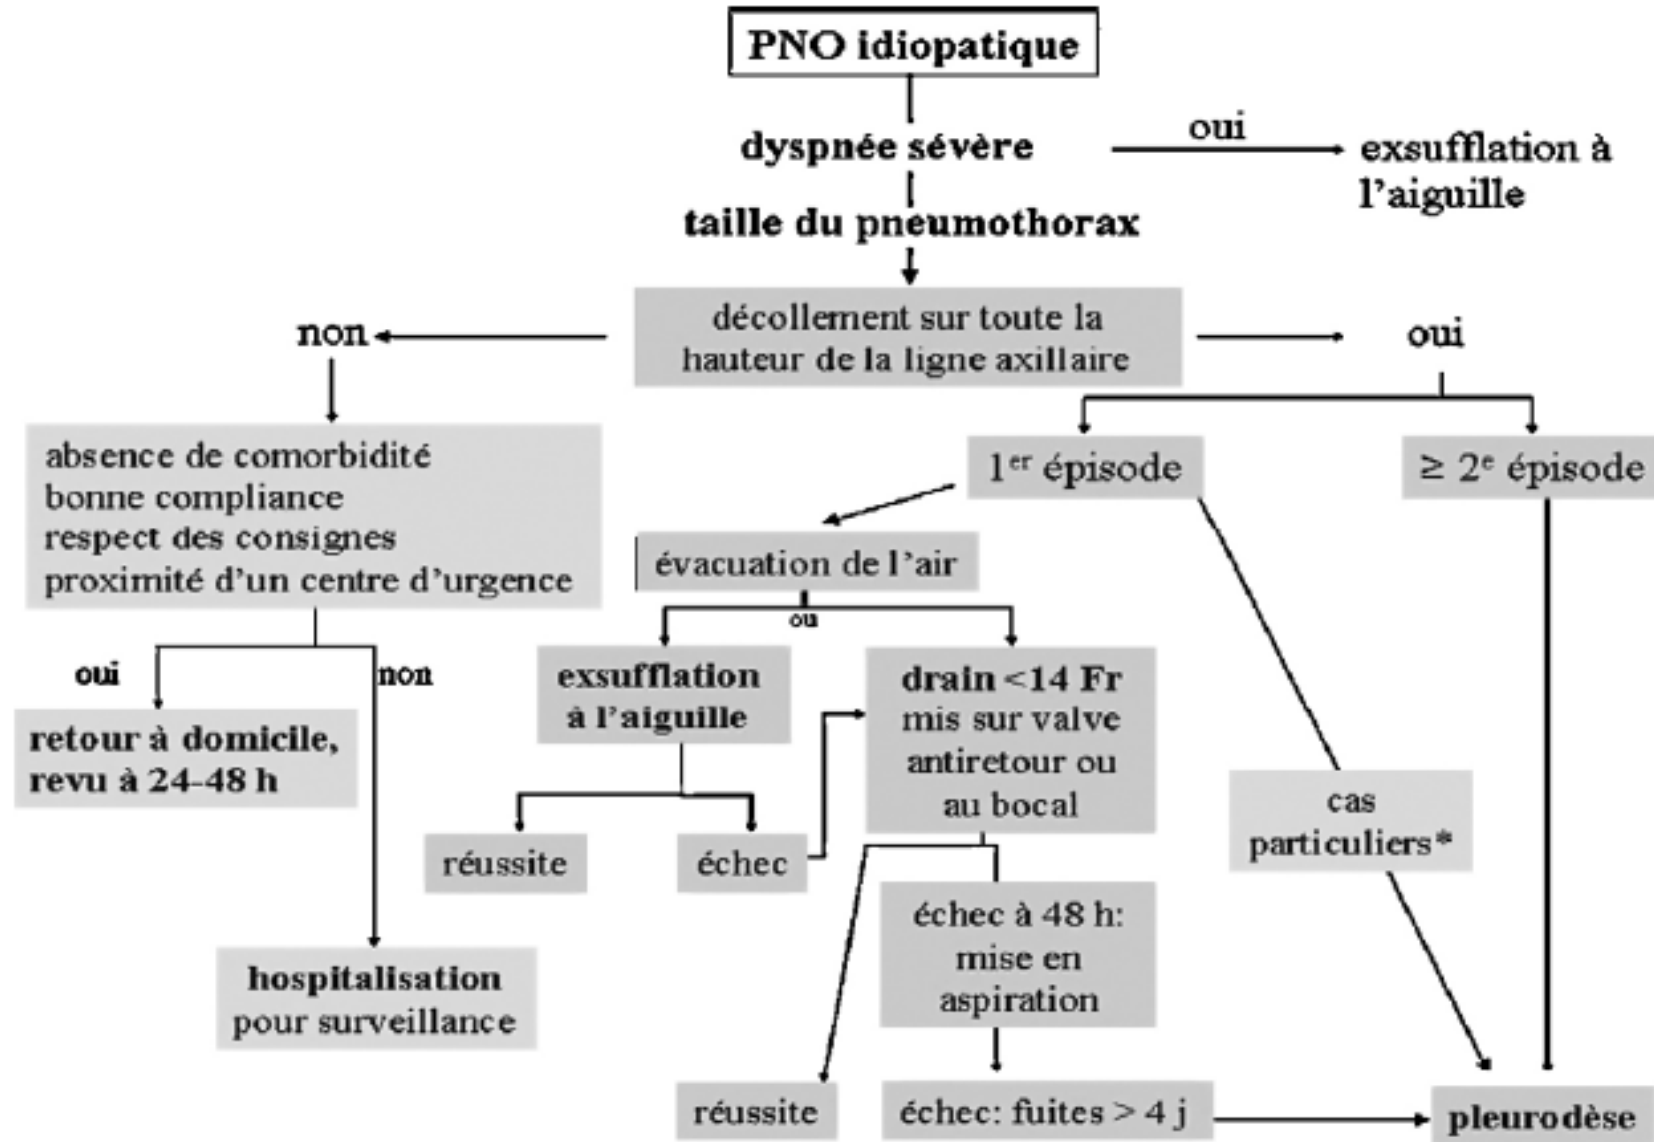 PNO idiopatique
dyspnée sévère
oui
exsufflation à
l'aiguille
taille du pneumothorax
décollement sur toute la
hauteur de la ligne axillaire
non
oui
absence de comorbidité
bonne compliance
respect des consignes
proximité d'un centre d'urgence
1er épisode
≥ 2e épisode
évacuation de l'air
ou
oui
non
retour à domicile,
revu à 24-48 h
exsufflation
à l'aiguille
drain <14 Fr
mis sur valve
antiretour ou
au bocal
cas
particuliers*
réussite
échec
échec à 48 h:
mise en
aspiration
hospitalisation
pour surveillance
réussite
échec: fuites > 4 j
pleurodèse